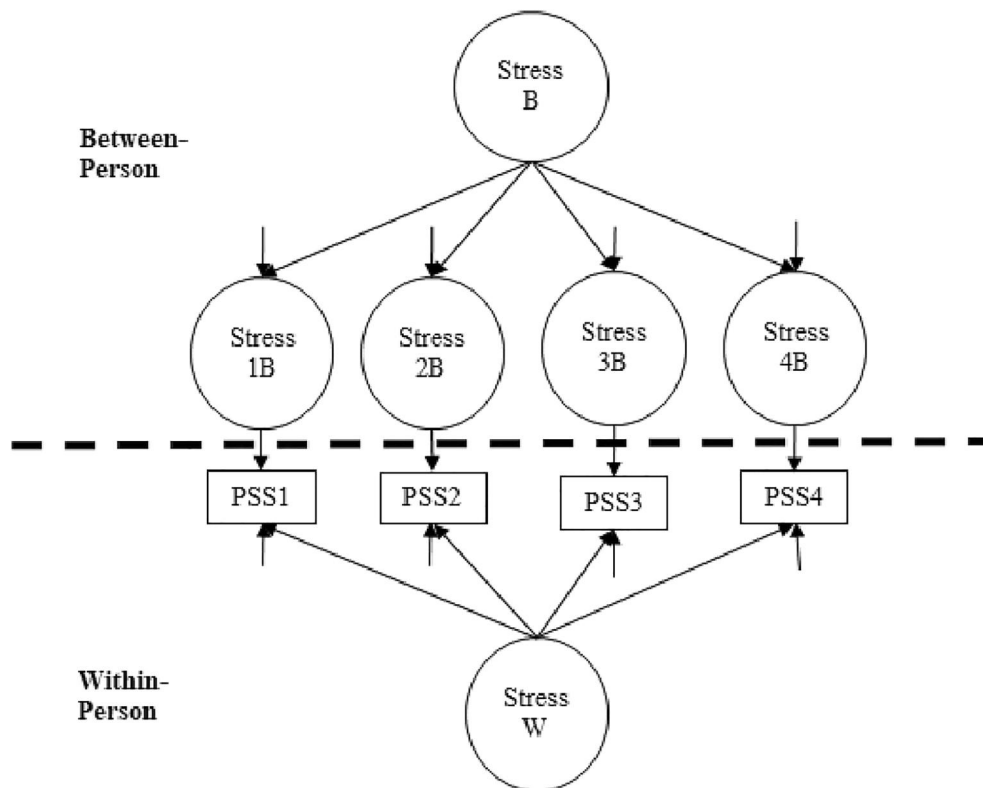 Stress
B
Between-
Person
Stress
1B
Stress
2B
Stress
3B
Stress
4B
PSS1
PSS2
PSS3
PSS4
Within-
Person
Stress
W